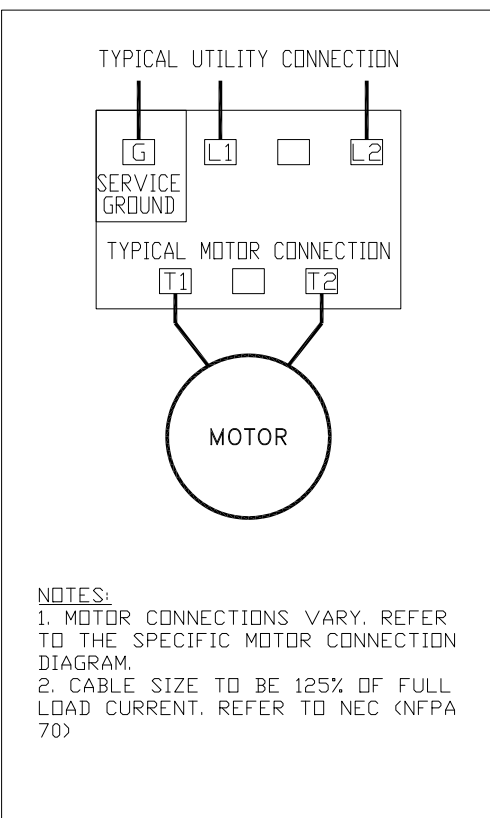 TYPICAL UTILITY CONNECTION
G L1 L2
SERVICE
GROUND
TYPICAL MOTOR CONNECTION
T1 T2
MOTOR
NOTES:
1. MOTOR CONNECTIONS VARY. REFER
TO THE SPECIFIC MOTOR CONNECTION
DIAGRAM.
2. CABLE SIZE TO BE 125% OF FULL
LOAD CURRENT. REFER TO NEC (NFPA
70)